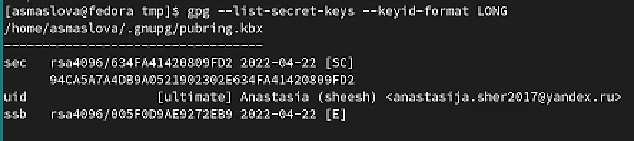 [asmaslova@fedora tmp]$ gpg --list-secret-keys --keyid-format LONG
/home/asmaslova/.gnupg/pubring.kbx
---------------------------------
sec   rsa4096/634FA41420809FD2 2022-04-22 [SC]
      94CA5A7A4DB9A0521902302E634FA41420809FD2
uid                 [ultimate] Anastasia (sheesh) <anastasija.sher2017@yandex.ru>
ssb   rsa4096/005F0D9AE9272EB9 2022-04-22 [E]